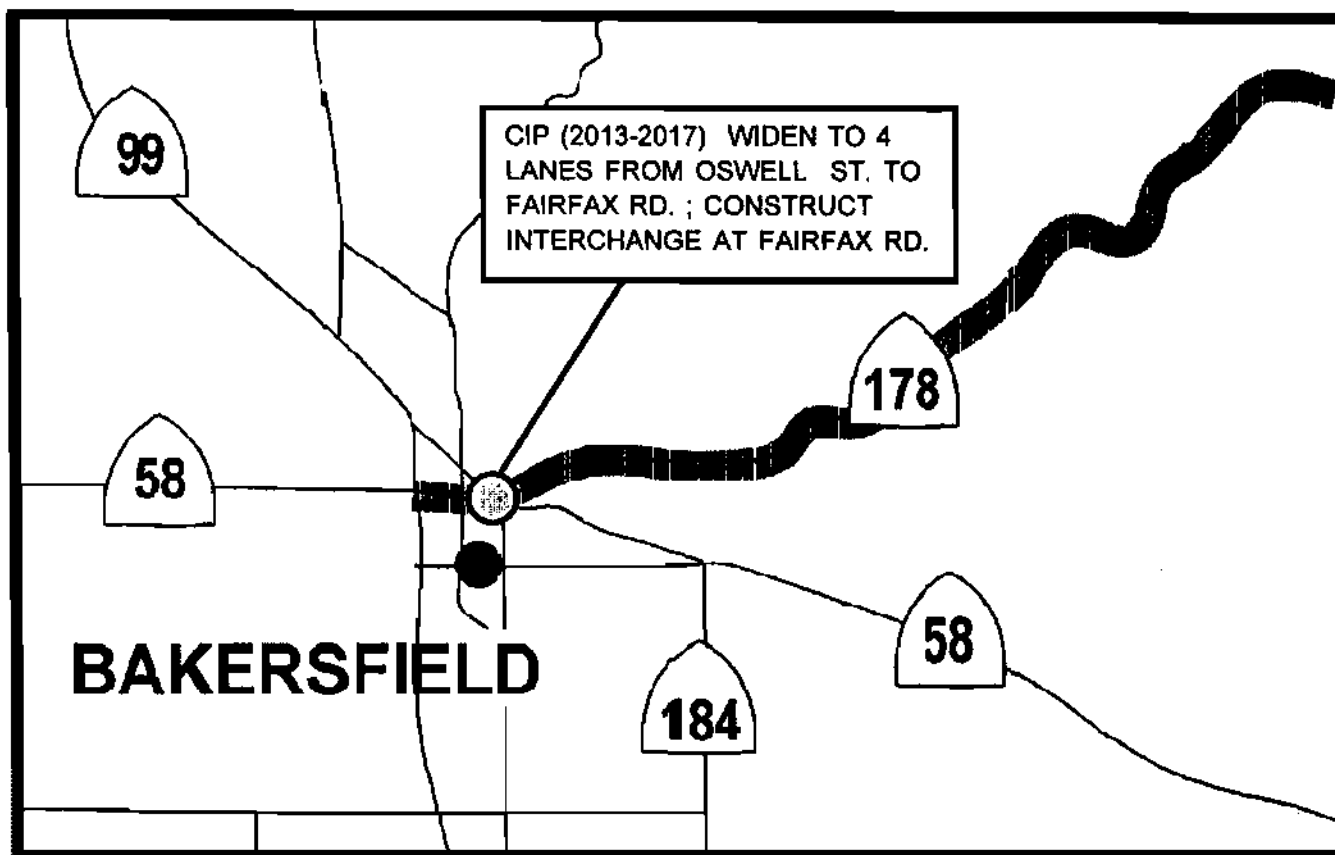 CIP (2013-2017) WIDEN TO 4
LANES FROM OSWELL ST. TO
FAIRFAX RD. ; CONSTRUCT
INTERCHANGE AT FAIRFAX RD.
99
178
58
BAKERSFIELD
58
184